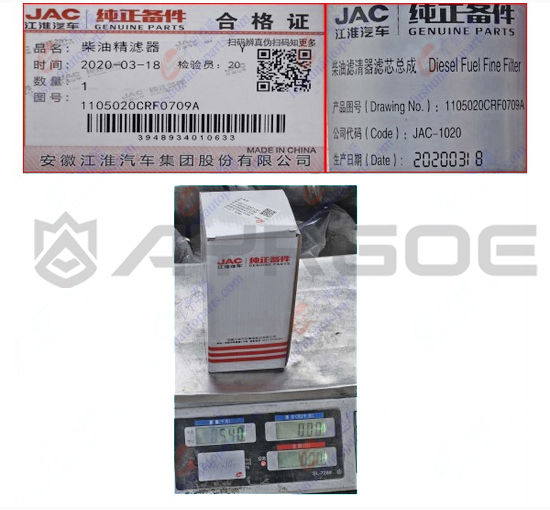 JAC 纯正备件
江淮汽车 GENUINE PARTS
合格证
品名：柴油精滤器
扫码辨真伪扫码知更多
时间：2020-03-18 检验员：20
数量：1
图号：1105020CRF0709A
3948934010633
MADE IN CHINA
安徽江淮汽车集团股份有限公司
JAC 纯正备件
江淮汽车 GENUINE PARTS
柴油滤清器滤芯总成 Diesel Fuel Fine Filter
产品图号 (Drawing No.)：1105020CRF0709A
公司代码 (Code)：JAC-1020
生产日期 (Date)：20200318
APRGOE
JAC 纯正备件
江淮汽车 GENUINE PARTS
0.540
000